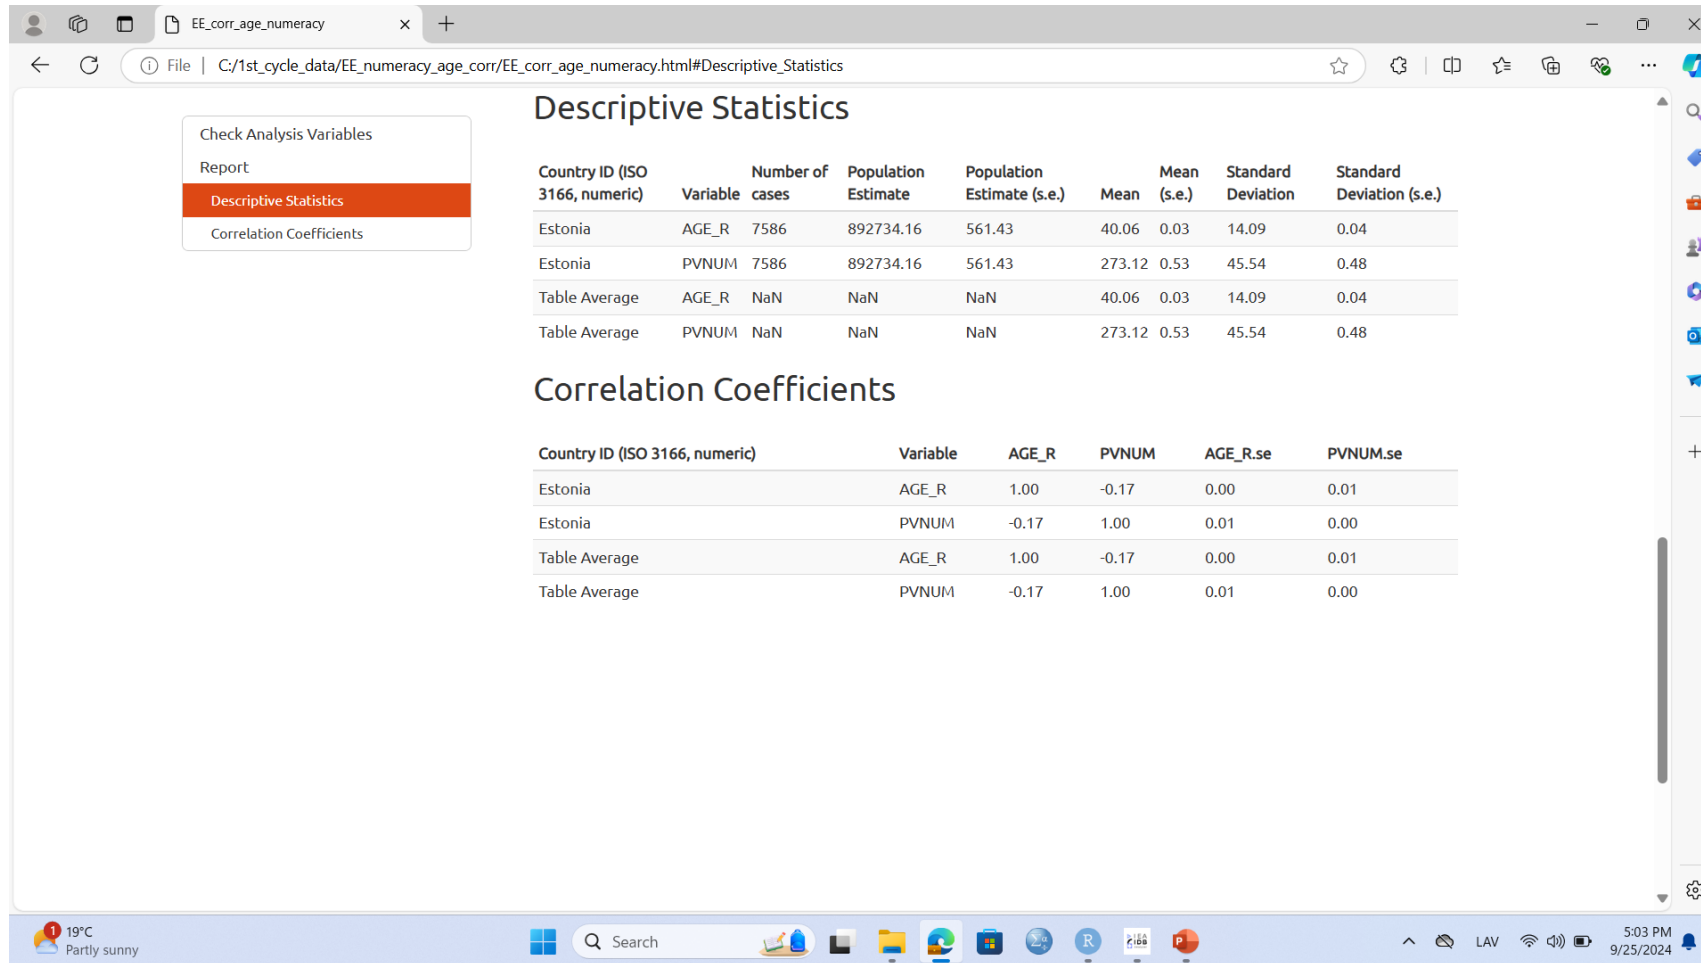 EE_corr_age_numeracy
File | C:/1st_cycle_data/EE_numeracy_age_corr/EE_corr_age_numeracy.html#Descriptive_Statistics
Check Analysis Variables
Report
Descriptive Statistics
Correlation Coefficients
Descriptive Statistics
Country ID (ISO 3166, numeric) Variable Number of cases Population Estimate Population Estimate (s.e.) Mean Mean (s.e.) Standard Deviation Standard Deviation (s.e.)
Estonia AGE_R 7586 892734.16 561.43 40.06 0.03 14.09 0.04
Estonia PVNUM 7586 892734.16 561.43 273.12 0.53 45.54 0.48
Table Average AGE_R NaN NaN NaN 40.06 0.03 14.09 0.04
Table Average PVNUM NaN NaN NaN 273.12 0.53 45.54 0.48
Correlation Coefficients
Country ID (ISO 3166, numeric) Variable AGE_R PVNUM AGE_R.se PVNUM.se
Estonia AGE_R 1.00 -0.17 0.00 0.01
Estonia PVNUM -0.17 1.00 0.01 0.00
Table Average AGE_R 1.00 -0.17 0.00 0.01
Table Average PVNUM -0.17 1.00 0.01 0.00
1
19°C
Partly sunny
Search
R
IEA
IDB
P
LAV
5:03 PM
9/25/2024